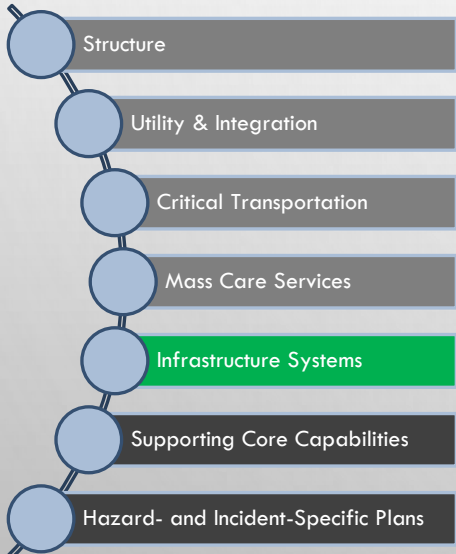 Structure
Utility & Integration
Critical Transportation
Mass Care Services
Infrastructure Systems
Supporting Core Capabilities
Hazard- and Incident-Specific Plans